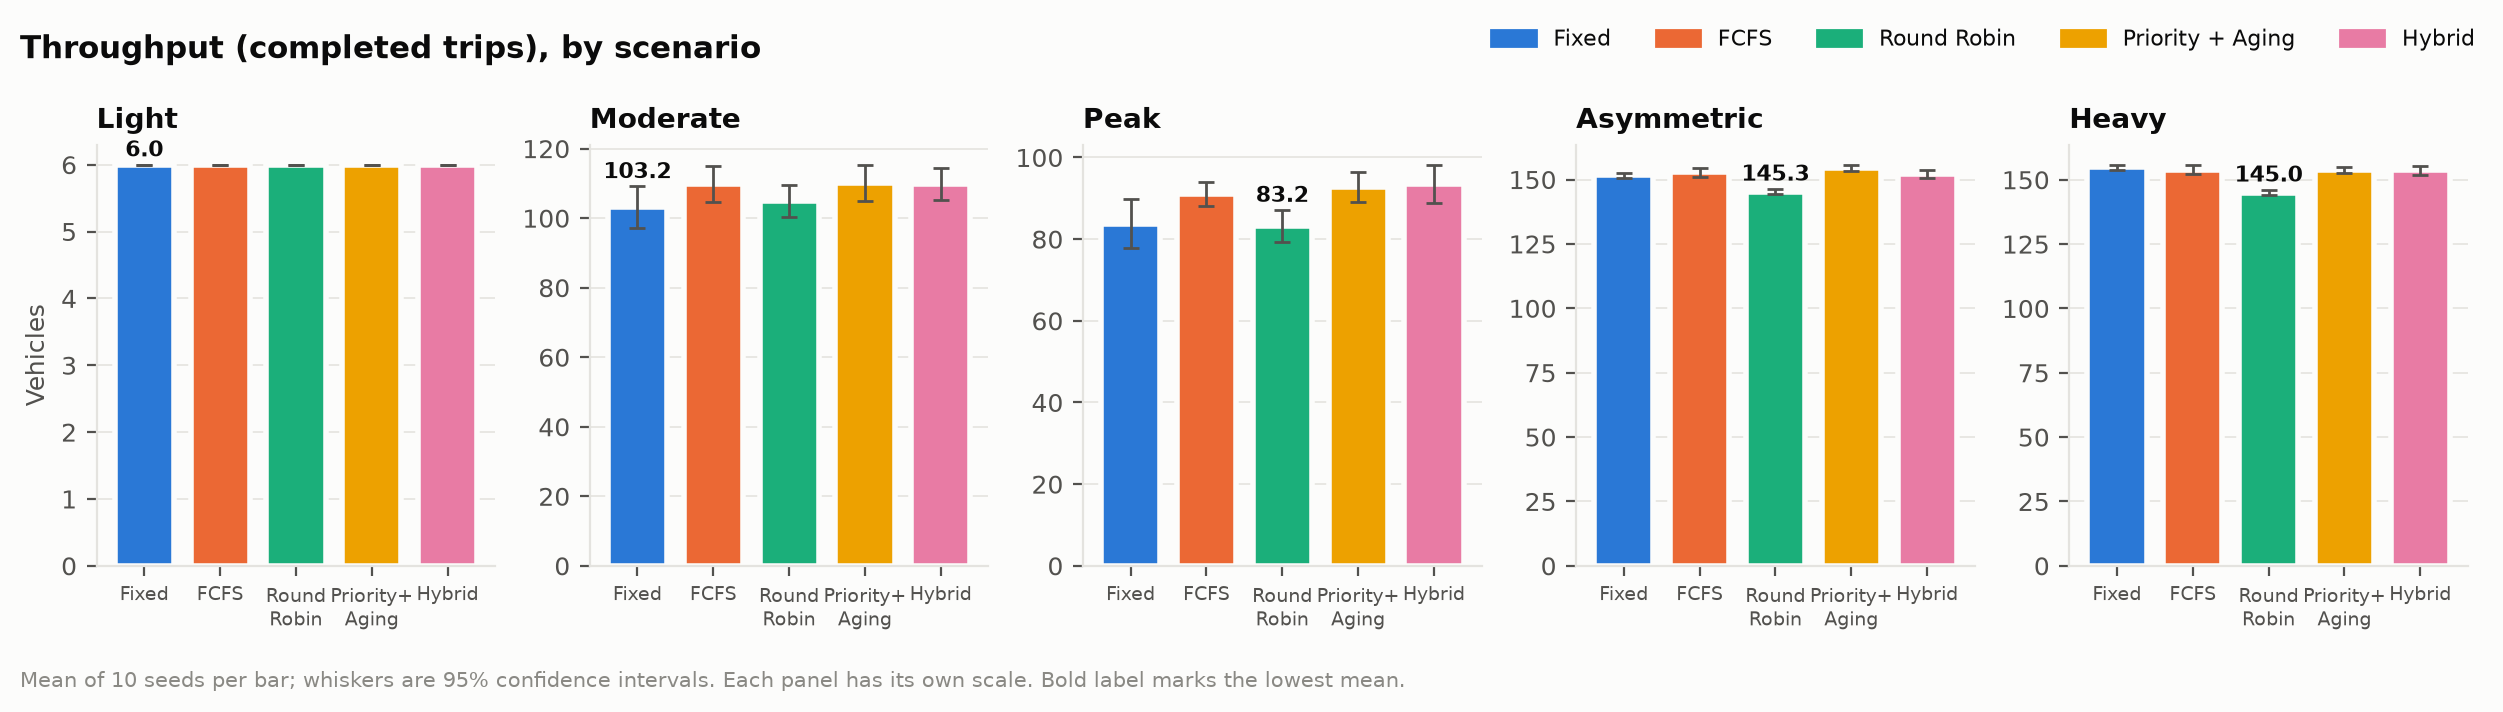 Throughput (completed trips), by scenario
Fixed FCFS Round Robin Priority + Aging Hybrid
Light
6.0
6
5
4
3
2
1
0
Vehicles
Fixed FCFS Round Robin Priority+ Aging Hybrid
Moderate
103.2
120
100
80
60
40
20
0
Fixed FCFS Round Robin Priority+ Aging Hybrid
Peak
83.2
100
80
60
40
20
0
Fixed FCFS Round Robin Priority+ Aging Hybrid
Asymmetric
145.3
150
125
100
75
50
25
0
Fixed FCFS Round Robin Priority+ Aging Hybrid
Heavy
145.0
150
125
100
75
50
25
0
Fixed FCFS Round Robin Priority+ Aging Hybrid
Mean of 10 seeds per bar; whiskers are 95% confidence intervals. Each panel has its own scale. Bold label marks the lowest mean.